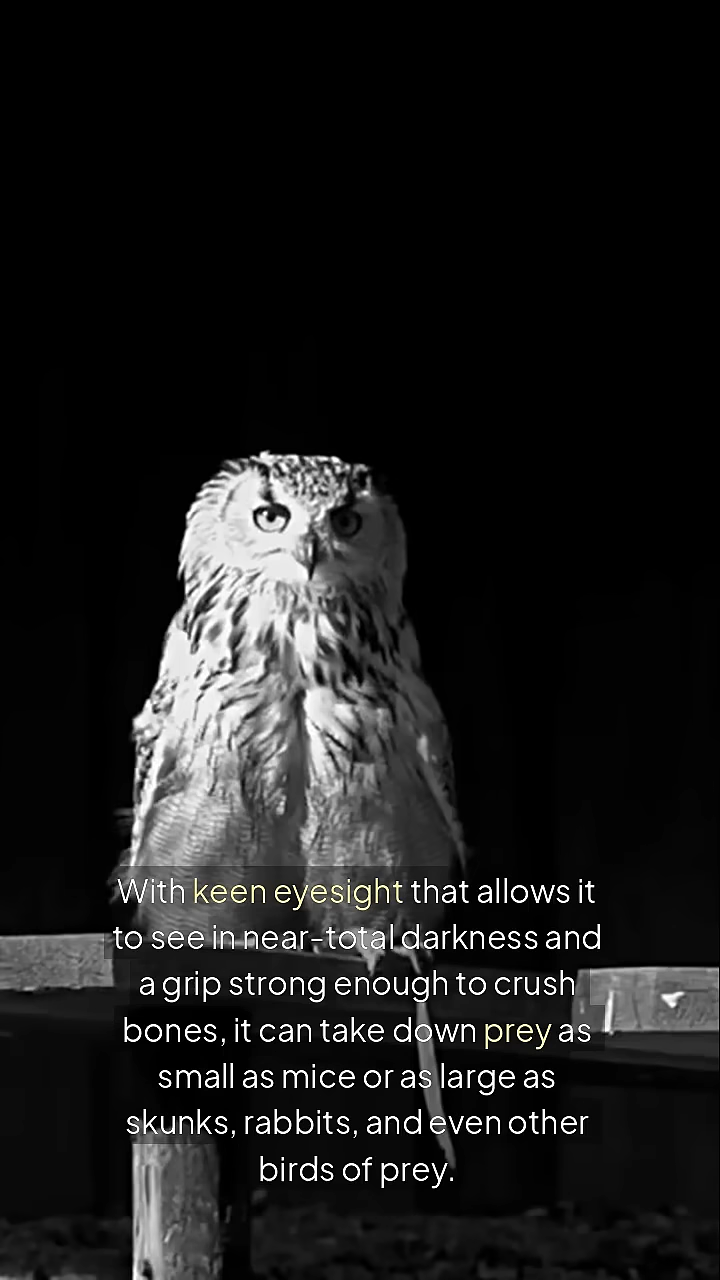 With keen eyesight that allows it
to see in near-total darkness and
a grip strong enough to crush
bones, it can take down prey as
small as mice or as large as
skunks, rabbits, and even other
birds of prey.